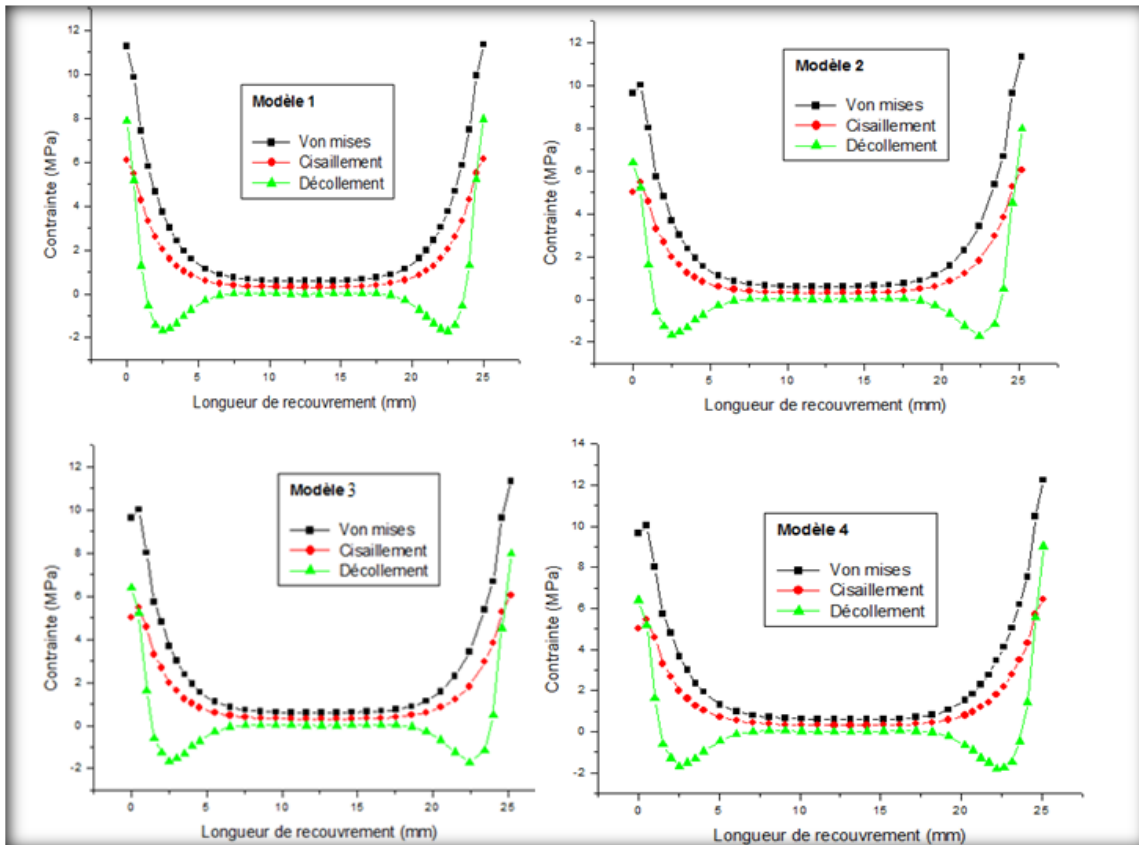 Modèle 1
Von mises
Cisaillement
Décollement
Contrainte (MPa)
12
10
8
6
4
2
0
-2
0 5 10 15 20 25
Longueur de recouvrement (mm)
Modèle 2
Von mises
Cisaillement
Décollement
Contrainte (MPa)
12
10
8
6
4
2
0
-2
0 5 10 15 20 25
Longueur de recouvrement (mm)
Modèle 3
Von mises
Cisaillement
Décollement
Contrainte (MPa)
12
10
8
6
4
2
0
-2
0 5 10 15 20 25
Longueur de recouvrement (mm)
Modèle 4
Von mises
Cisaillement
Décollement
Contrainte (MPa)
14
12
10
8
6
4
2
0
-2
0 5 10 15 20 25
Longueur de recouvrement (mm)